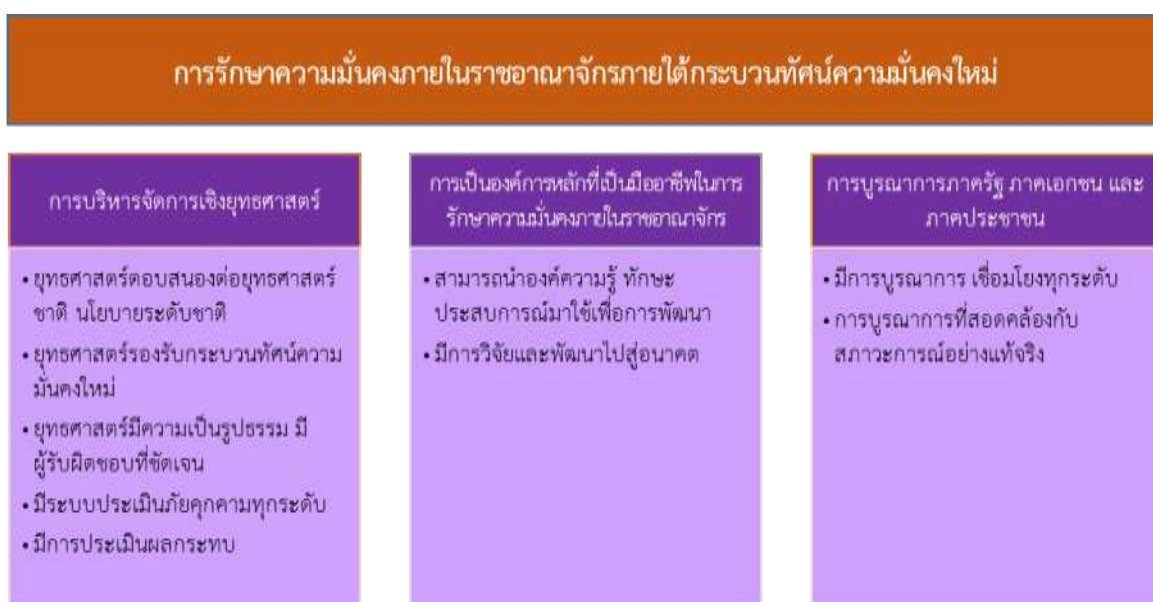 การรักษาความมั่นคงภายในราชอาณาจักรภายใต้กระบวนทัศน์ความมั่นคงใหม่
การบริหารจัดการเชิงยุทธศาสตร์
• ยุทธศาสตร์ตอบสนองต่อยุทธศาสตร์
ชาติ นโยบายระดับชาติ
• ยุทธศาสตร์รองรับกระบวนทัศน์ความ
มั่นคงใหม่
• ยุทธศาสตร์มีความเป็นรูปธรรม มี
ผู้รับผิดชอบที่ชัดเจน
• มีระบบประเมินภัยคุกคามทุกระดับ
• มีการประเมินผลกระทบ
การเป็นองค์การหลักที่เป็นมืออาชีพในการ
รักษาความมั่นคงภายในราชอาณาจักร
• สามารถนำองค์ความรู้ ทักษะ
ประสบการณ์มาใช้เพื่อการพัฒนา
• มีการวิจัยและพัฒนาไปสู่อนาคต
การบูรณาการภาครัฐ ภาคเอกชน และ
ภาคประชาชน
• มีการบูรณาการ เชื่อมโยงทุกระดับ
• การบูรณาการที่สอดคล้องกับ
สภาวะการณ์อย่างแท้จริง